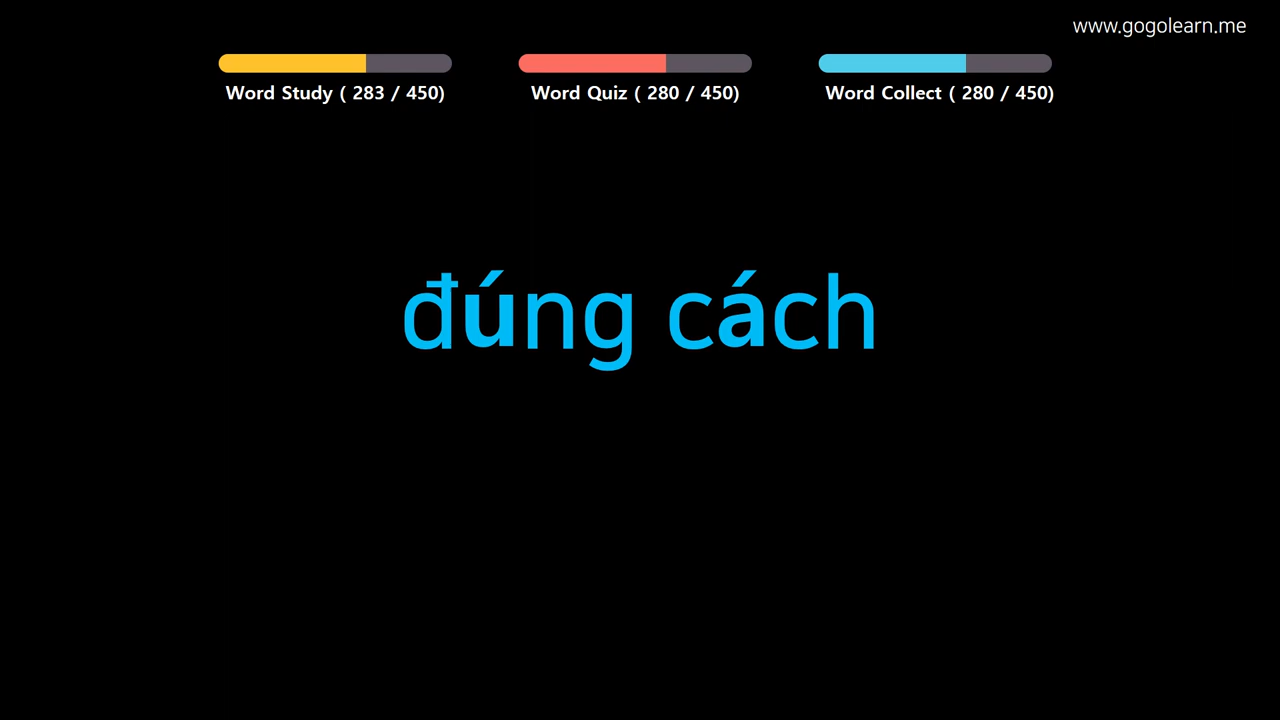 www.gogolearn.me
Word Study ( 283 / 450)
Word Quiz ( 280 / 450)
Word Collect ( 280 / 450)
đúng cách